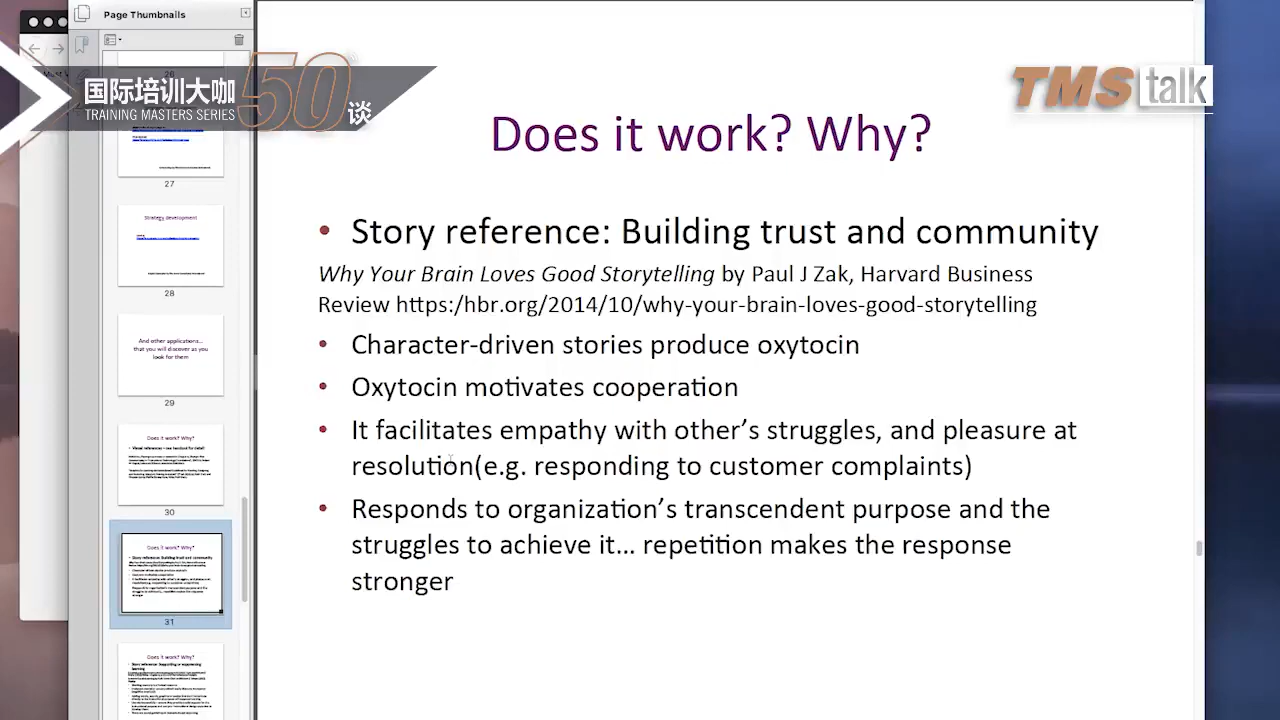 Page Thumbnails
国际培训大咖
50
谈
TRAINING MASTERS SERIES
TMS talk
27
Strategy development
28
And other applications...
that you will discover as you
look for them
29
Does it work? Why?
30
Does it work? Why?
31
Does it work? Why?
Does it work? Why?
• Story reference: Building trust and community
Why Your Brain Loves Good Storytelling by Paul J Zak, Harvard Business
Review https:/hbr.org/2014/10/why-your-brain-loves-good-storytelling
• Character-driven stories produce oxytocin
• Oxytocin motivates cooperation
• It facilitates empathy with other’s struggles, and pleasure at
resolution(e.g. responding to customer complaints)
• Responds to organization’s transcendent purpose and the
struggles to achieve it… repetition makes the response
stronger